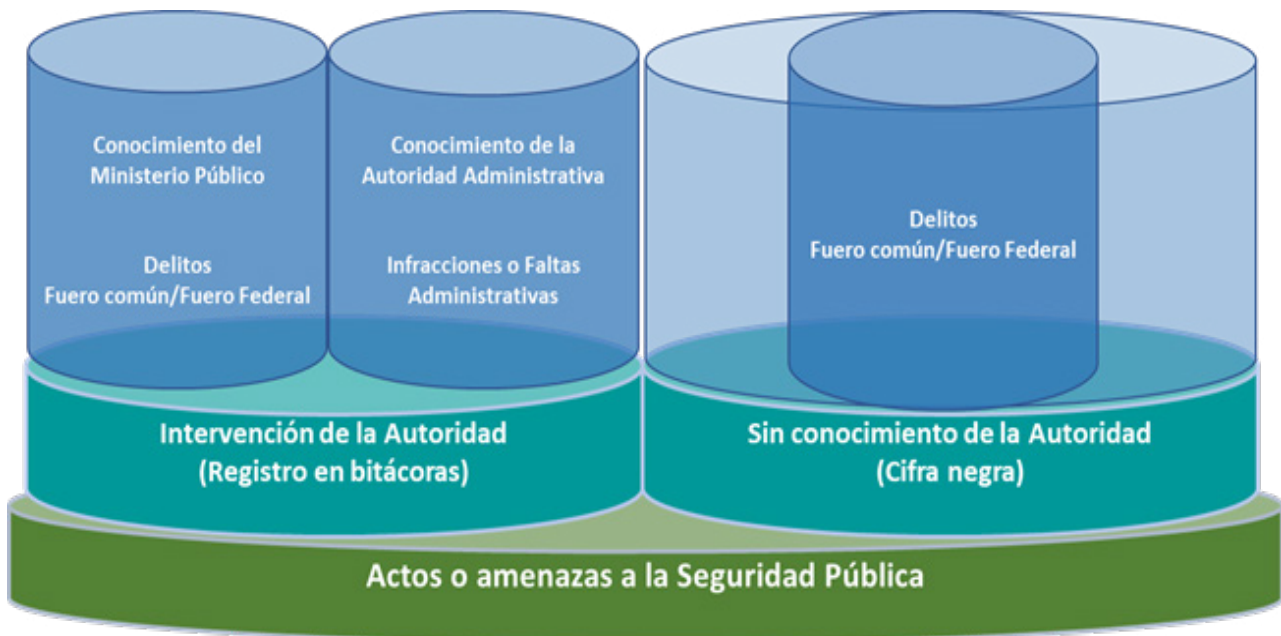 Conocimiento del
Ministerio Público
Delitos
Fuero común/Fuero Federal
Conocimiento de la
Autoridad Administrativa
Infracciones o Faltas
Administrativas
Delitos
Fuero común/Fuero Federal
Intervención de la Autoridad
(Registro en bitácoras)
Sin conocimiento de la Autoridad
(Cifra negra)
Actos o amenazas a la Seguridad Pública